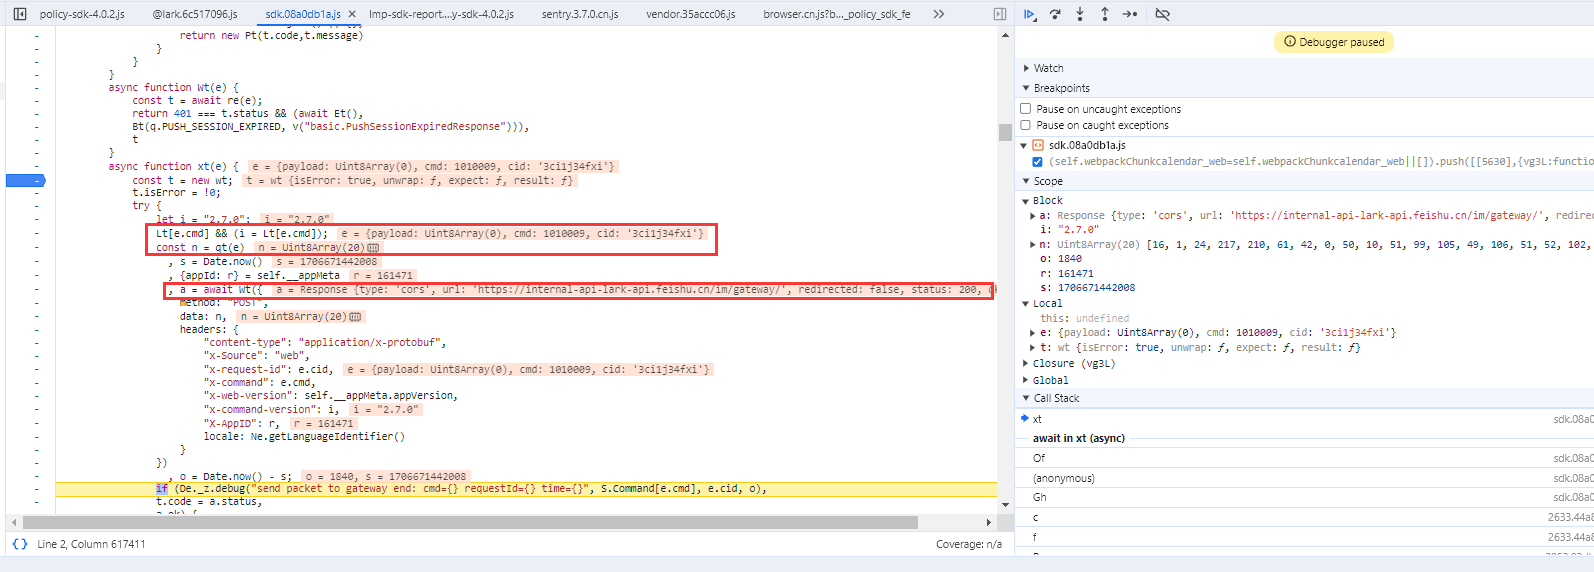 policy-sdk-4.0.2.js @lark.6c517096.js sdk.08a0db1a.js × lmp-sdk-report....y-sdk-4.0.2.js sentry.3.7.0.cn.js vendor.35accc06.js browser.cn.js?b..._policy_sdk_fe »
return new Pt(t.code,t.message)
}
}
}
async function Wt(e) {
const t = await re(e);
return 401 === t.status && (await Et(),
Bt(q.PUSH_SESSION_EXPIRED, v("basic.PushSessionExpiredResponse"))),
t
}
async function xt(e) { e = {payload: Uint8Array(0), cmd: 1010009, cid: '3ci1j34fxi'}
const t = new wt; t = wt {isError: true, unwrap: ƒ, expect: ƒ, result: ƒ}
t.isError = !0;
try {
let i = "2.7.0"; i = "2.7.0"
Lt[e.cmd] && (i = Lt[e.cmd]); e = {payload: Uint8Array(0), cmd: 1010009, cid: '3ci1j34fxi'}
const n = qt(e) n = Uint8Array(20)
, s = Date.now() s = 1706671442008
, {appId: r} = self.__appMeta r = 161471
, a = await Wt({ a = Response {type: 'cors', url: 'https://internal-api-lark-api.feishu.cn/im/gateway/', redirected: false, status: 200,
method: "POST",
data: n, n = Uint8Array(20)
headers: {
"content-type": "application/x-protobuf",
"x-Source": "web",
"x-request-id": e.cid, e = {payload: Uint8Array(0), cmd: 1010009, cid: '3ci1j34fxi'}
"x-command": e.cmd,
"x-web-version": self.__appMeta.appVersion,
"x-command-version": i, i = "2.7.0"
"X-AppID": r, r = 161471
locale: Ne.getLanguageIdentifier()
}
})
, o = Date.now() - s; o = 1840, s = 1706671442008
if (De._z.debug("send packet to gateway end: cmd={} requestId={} time={}", S.Command[e.cmd], e.cid, o),
t.code = a.status,
a.ok) {
{} Line 2, Column 617411 Coverage: n/a
Debugger paused
Watch
Breakpoints
Pause on uncaught exceptions
Pause on caught exceptions
sdk.08a0db1a.js
(self.webpackChunkcalendar_web=self.webpackChunkcalendar_web||[]).push([[5630],{vg3L:functio
Scope
Block
a: Response {type: 'cors', url: 'https://internal-api-lark-api.feishu.cn/im/gateway/', redirec
i: "2.7.0"
n: Uint8Array(20) [16, 1, 24, 217, 210, 61, 42, 0, 50, 10, 51, 99, 105, 49, 106, 51, 52, 102,
o: 1840
r: 161471
s: 1706671442008
Local
this: undefined
e: {payload: Uint8Array(0), cmd: 1010009, cid: '3ci1j34fxi'}
t: wt {isError: true, unwrap: ƒ, expect: ƒ, result: ƒ}
Closure (vg3L)
Global
Call Stack
xt sdk.08a0
await in xt (async)
Of sdk.08a0
(anonymous) sdk.08a0
Gh sdk.08a0
c 2633.44a8
f 2633.44a8